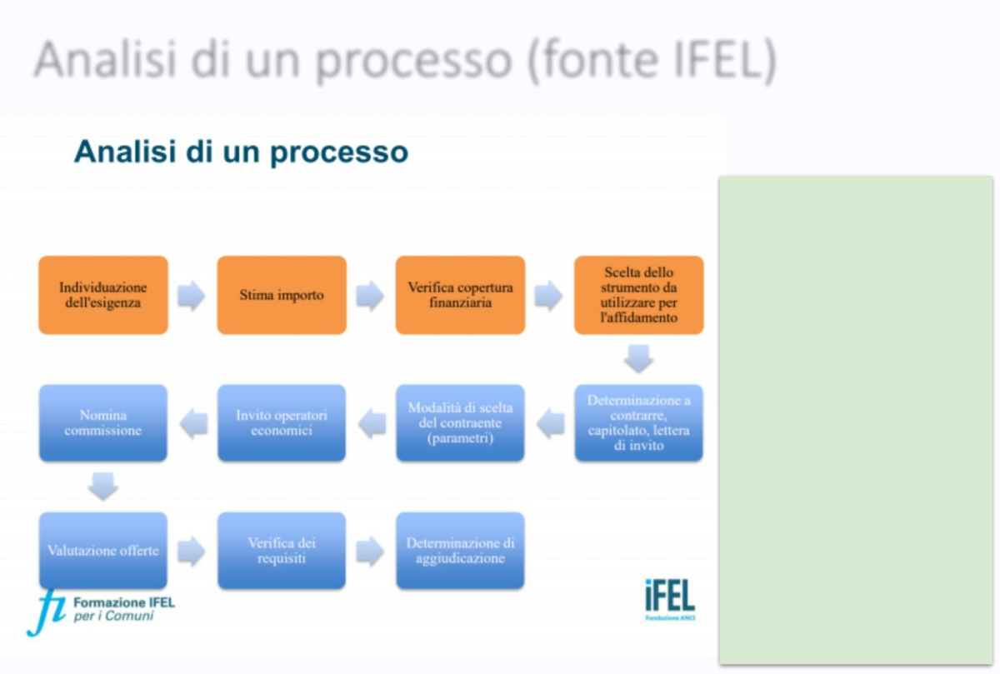 Analisi di un processo (fonte IFEL)
Analisi di un processo
Individuazione
dell'esigenza
Stima importo
Verifica copertura
finanziaria
Scelta dello
strumento da
utilizzare per
l'affidamento
Determinazione a
contrarre,
capitolato, lettera
di invito
Modalità di scelta
del contraente
(parametri)
Invito operatori
economici
Nomina
commissione
Valutazione offerte
Verifica dei
requisiti
Determinazione di
aggiudicazione
Formazione IFEL
per i Comuni
iFEL
Fondazione ANCI